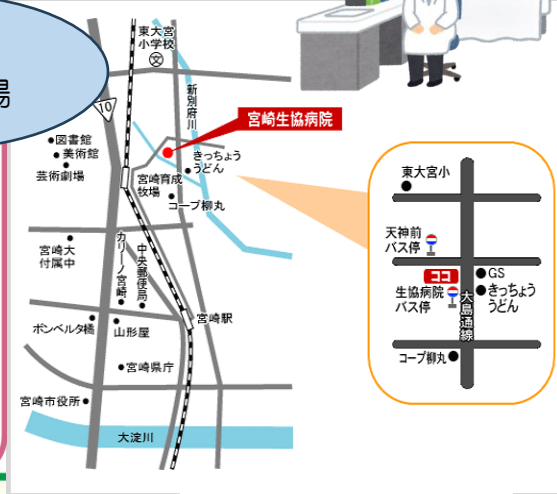 場
東大宮
小学校
文
新別府川
10
宮崎生協病院
図書館
美術館
芸術劇場
きっちょう
うどん
宮崎育成
牧場
コープ柳丸
宮崎大
付属中
カリーノ宮崎
中央郵便局
宮崎駅
ボンベルタ橘
山形屋
宮崎県庁
宮崎市役所
大淀川
東大宮小
天神前
バス停
ココ
GS
生協病院
バス停
きっちょう
うどん
大島通線
コープ柳丸